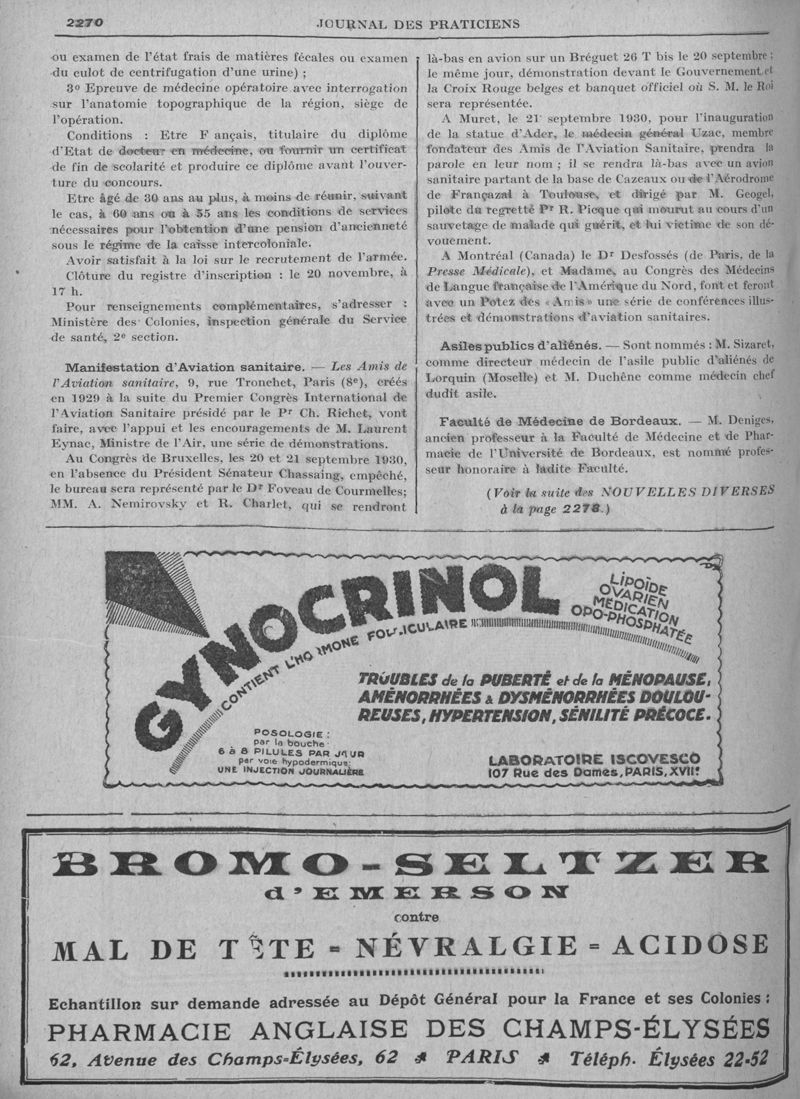 2270
JOURNAL DES PRATICIENS
ou examen de l'état frais de matières fécales ou examen
du culot de centrifugation d'une urine) ;
3º Epreuve de médecine opératoire avec interrogation
sur l'anatomie topographique de la région, siège de
l'opération.
Conditions : Etre F ançais, titulaire du diplôme
d'Etat de docteur en médecine, ou fournir un certificat
de fin de scolarité et produire ce diplôme avant l'ouver-
ture du concours.
Etre âgé de 30 ans au plus, à moins de réunir, suivant
le cas, à 60 ans ou à 55 ans les conditions de services
nécessaires pour l'obtention d'une pension d'ancienneté
sous le régime de la caisse intercoloniale.
Avoir satisfait à la loi sur le recrutement de l'armée.
Clôture du registre d'inscription : le 20 novembre, à
17 h.
Pour renseignements complémentaires, s'adresser :
Ministère des Colonies, inspection générale du Service
de santé, 2º section.
Manifestation d'Aviation sanitaire. — Les Amis de
l'Aviation sanitaire, 9, rue Tronchet, Paris (8º), créés
en 1929 à la suite du Premier Congrès International de
l'Aviation Sanitaire présidé par le Pr Ch. Richet, vont
faire, avec l'appui et les encouragements de M. Laurent
Eynac, Ministre de l'Air, une série de démonstrations.
Au Congrès de Bruxelles, les 20 et 21 septembre 1930,
en l'absence du Président Sénateur Chassaing, empêché,
le bureau sera représenté par le Dr Foveau de Courmelles;
MM. A. Nemirovsky et R. Charlet, qui se rendront
là-bas en avion sur un Bréguet 26 T bis le 20 septembre ;
le même jour, démonstration devant le Gouvernement et
la Croix Rouge belges et banquet officiel où S. M. le Roi
sera représentée.
A Muret, le 21 septembre 1930, pour l'inauguration
de la statue d'Ader, le médecin général Uzac, membre
fondateur des Amis de l'Aviation Sanitaire, prendra la
parole en leur nom ; il se rendra là-bas avec un avion
sanitaire partant de la base de Cazeaux ou de l'Aérodrome
de Françazal à Toulouse, et dirigé par M. Geogel,
pilote du regretté Pr R. Picque qui mourut au cours d'un
sauvetage de malade qui guérit, et lui victime de son dé-
vouement.
A Montréal (Canada) le Dr Desfossés (de Paris, de la
Presse Médicale), et Madame, au Congrès des Médecins
de Langue française de l'Amérique du Nord, font et feront
avec un Potez des « Amis » une série de conférences illus-
trées et démonstrations d'aviation sanitaires.
Asiles publics d'aliénés. — Sont nommés : M. Sizaret,
comme directeur médecin de l'asile public d'aliénés de
Lorquin (Moselle) et M. Duchêne comme médecin chef
dudit asile.
Faculté de Médecine de Bordeaux. — M. Deniges,
ancien professeur à la Faculté de Médecine et de Phar-
macie de l'Université de Bordeaux, est nommé profes-
seur honoraire à ladite Faculté.
(Voir la suite des NOUVELLES DIVERSES
à la page 2278.)
GYNOCRINOL
LIPOÏDE
OVARIEN
MÉDICATION
OPO-PHOSPHATÉE
CONTIENT L'HORMONE FOLLICULAIRE
TROUBLES de la PUBERTÉ et de la MÉNOPAUSE,
AMÉNORRHÉES & DYSMÉNORRHÉES DOULOU-
REUSES, HYPERTENSION, SÉNILITÉ PRÉCOCE.
POSOLOGIE :
par la bouche
6 à 8 PILULES PAR JOUR
par voie hypodermique:
UNE INJECTION JOURNALIÈRE
LABORATOIRE ISCOVESCO
107 Rue des Dames, PARIS, XVIIe
BROMO-SELTZER
d'EMERSON
contre
MAL DE TÊTE = NÉVRALGIE = ACIDOSE
Echantillon sur demande adressée au Dépôt Général pour la France et ses Colonies :
PHARMACIE ANGLAISE DES CHAMPS-ÉLYSÉES
62, Avenue des Champs=Elysées, 62 PARIS Téléph. Élysées 22-52